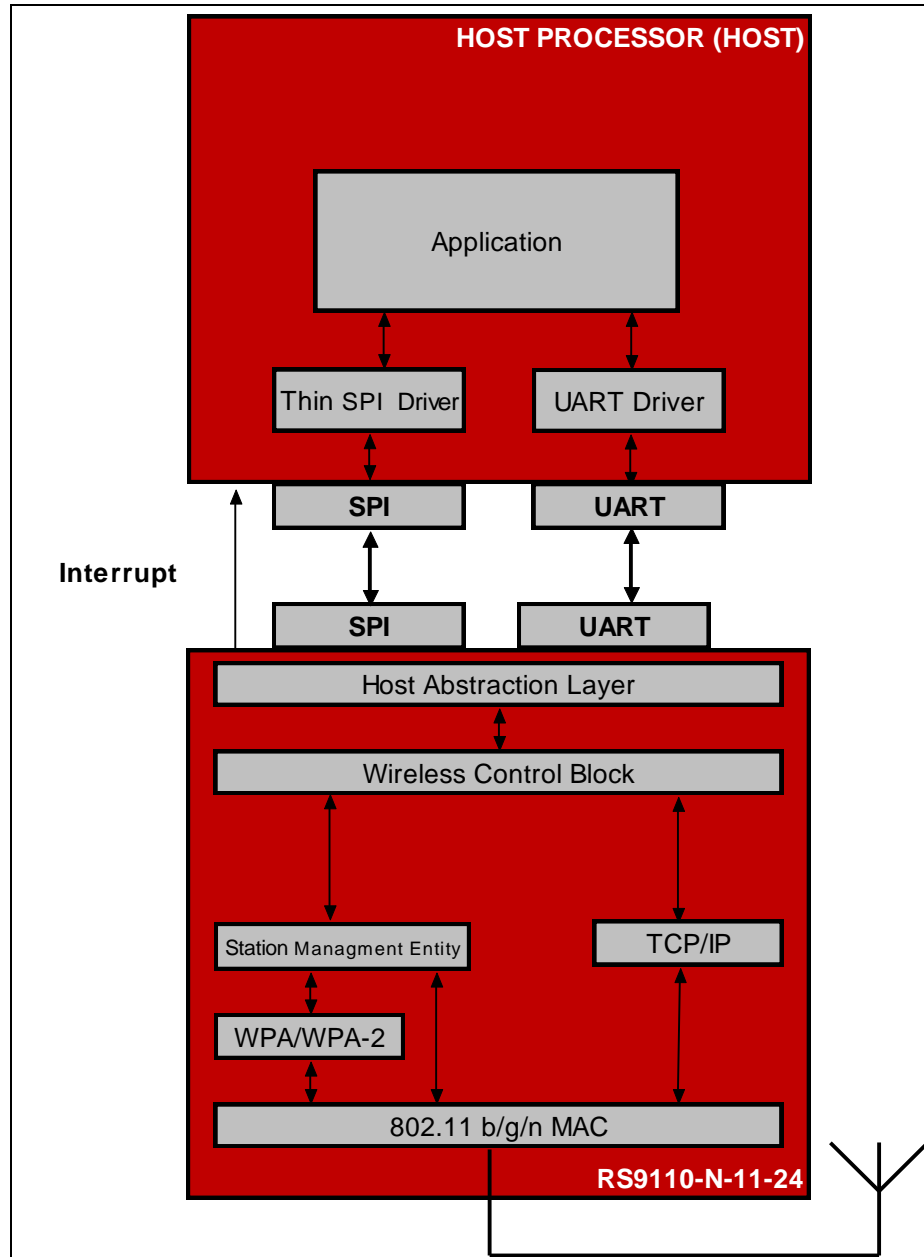 HOST PROCESSOR (HOST)
Application
Thin SPI Driver
UART Driver
SPI
UART
Interrupt
SPI
UART
Host Abstraction Layer
Wireless Control Block
Station Managment Entity
TCP/IP
WPA/WPA-2
802.11 b/g/n MAC
RS9110-N-11-24